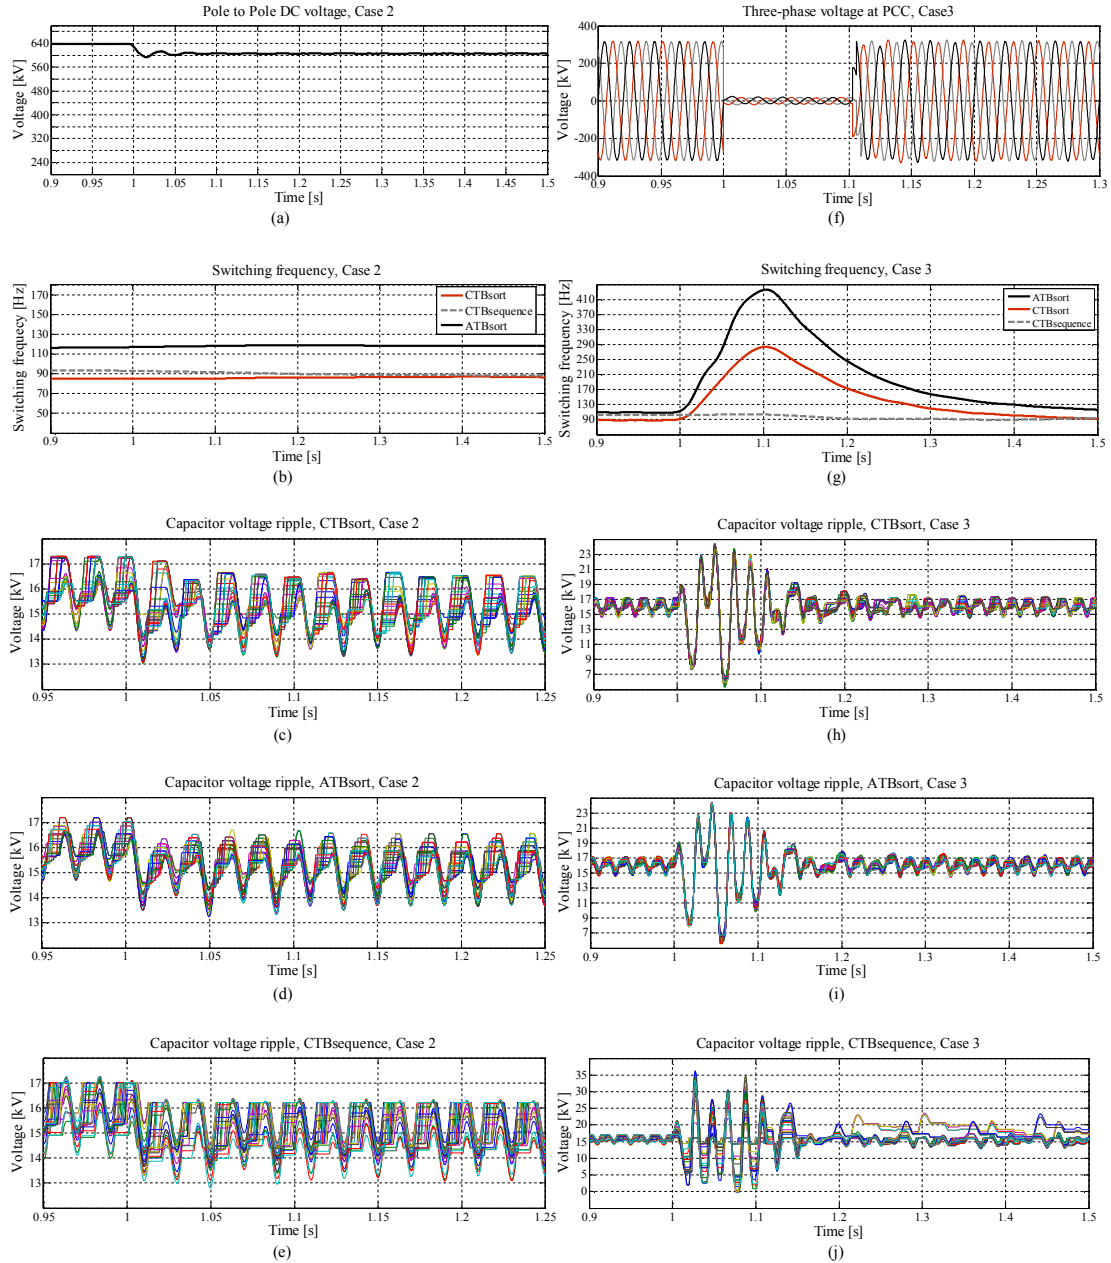 Pole to Pole DC voltage, Case 2
Voltage [kV]
640
560
480
400
320
240
0.9 0.95 1 1.05 1.1 1.15 1.2 1.25 1.3 1.35 1.4 1.45 1.5
Time [s]
(a)
Three-phase voltage at PCC, Case3
Voltage [kV]
400
200
0
-200
-400
0.9 0.95 1 1.05 1.1 1.15 1.2 1.25 1.3
Time [s]
(f)
Switching frequency, Case 2
Switching frequecy [Hz]
170
150
130
110
90
70
50
CTBsort
CTBsequence
ATBsort
0.9 1 1.1 1.2 1.3 1.4 1.5
Time [s]
(b)
Switching frequency, Case 3
Switching frequency [Hz]
410
370
330
290
250
210
170
130
90
ATBsort
CTBsort
CTBsequence
0.9 1 1.1 1.2 1.3 1.4 1.5
Time [s]
(g)
Capacitor voltage ripple, CTBsort, Case 2
Voltage [kV]
17
16
15
14
13
0.95 1 1.05 1.1 1.15 1.2 1.25
Time [s]
(c)
Capacitor voltage ripple, CTBsort, Case 3
Voltage [kV]
23
21
19
17
15
13
11
9
7
0.9 1 1.1 1.2 1.3 1.4 1.5
Time [s]
(h)
Capacitor voltage ripple, ATBsort, Case 2
Voltage [kV]
17
16
15
14
13
0.95 1 1.05 1.1 1.15 1.2 1.25
Time [s]
(d)
Capacitor voltage ripple, ATBsort, Case 3
Voltage [kV]
23
21
19
17
15
13
11
9
7
0.9 1 1.1 1.2 1.3 1.4 1.5
Time [s]
(i)
Capacitor voltage ripple, CTBsequence, Case 2
Voltage [kV]
17
16
15
14
13
0.95 1 1.05 1.1 1.15 1.2 1.25
Time [s]
(e)
Capacitor voltage ripple, CTBsequence, Case 3
Voltage [kV]
35
30
25
20
15
10
5
0
0.9 1 1.1 1.2 1.3 1.4 1.5
Time [s]
(j)